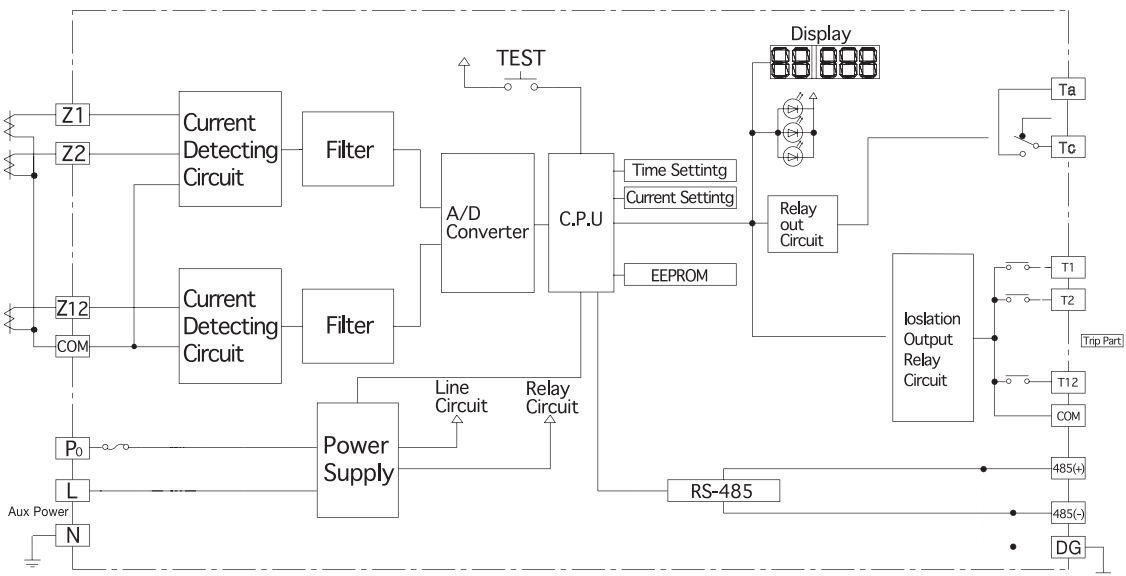 Display
TEST
Ta
Tc
Z1
Z2
Current
Detecting
Circuit
Filter
A/D
Converter
C.P.U
Time Settintg
Current Settintg
EEPROM
Relay
out
Circuit
Z12
COM
Current
Detecting
Circuit
Filter
Ioslation
Output
Relay
Circuit
T1
T2
T12
COM
Trip Part
Line
Circuit
Relay
Circuit
P0
L
Aux Power
N
Power
Supply
RS-485
485(+)
485(-)
DG